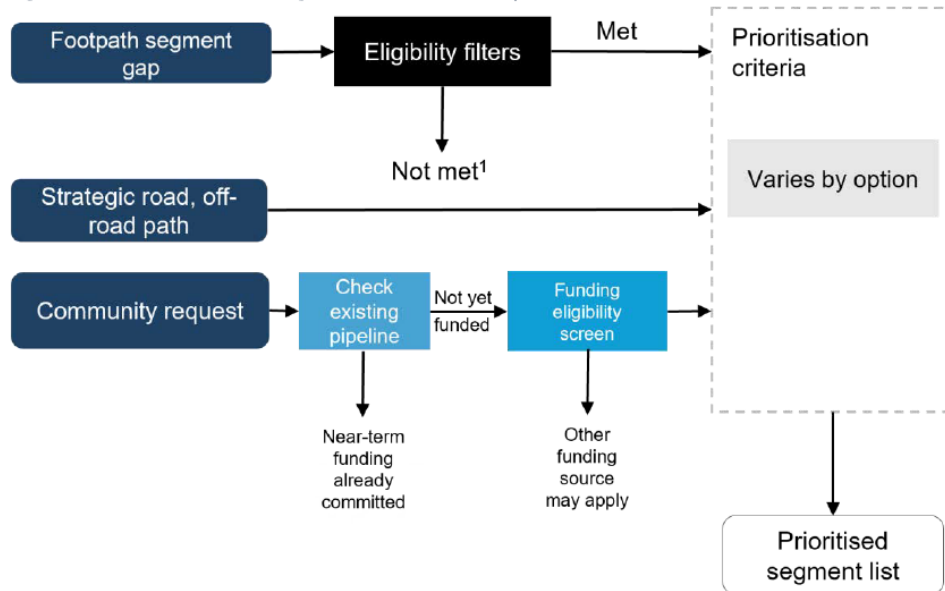 Footpath segment
gap
Eligibility filters
Met
Prioritisation
criteria
Not met¹
Varies by option
Strategic road, off-
road path
Community request
Check
existing
pipeline
Not yet
funded
Funding
eligibility
screen
Near-term
funding
already
committed
Other
funding
source
may apply
Prioritised
segment list